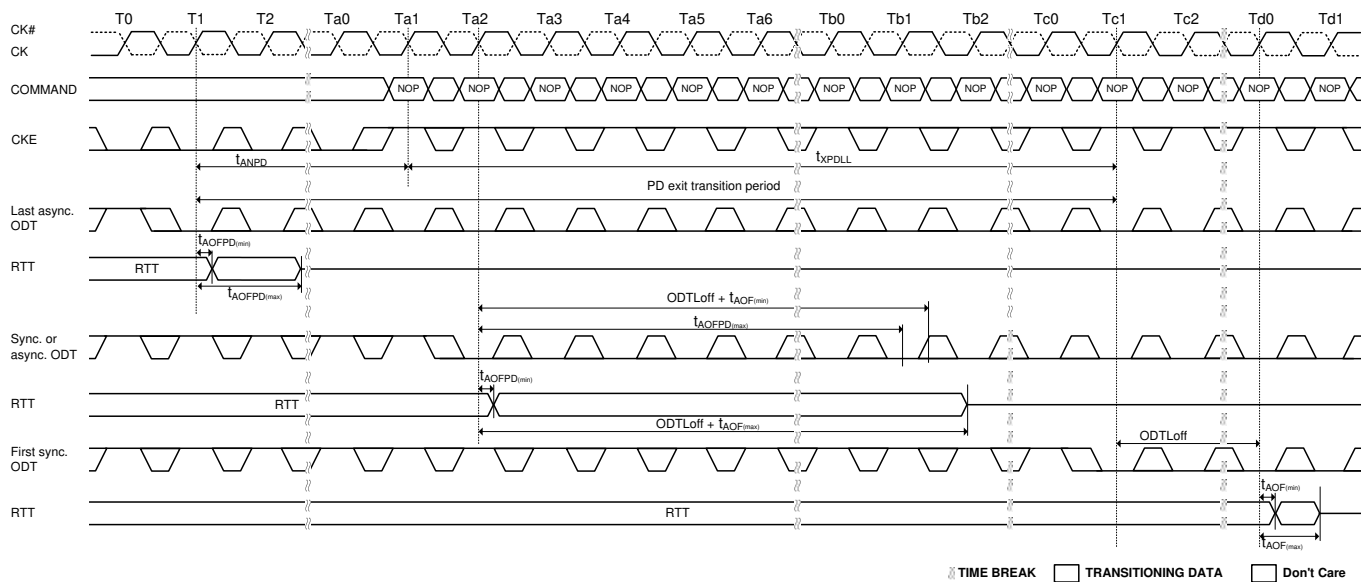 T0 T1 T2 Ta0 Ta1 Ta2 Ta3 Ta4 Ta5 Ta6 Tb0 Tb1 Tb2 Tc0 Tc1 Tc2 Td0 Td1
CK#
CK
COMMAND NOP NOP NOP NOP NOP NOP NOP NOP NOP NOP NOP NOP NOP NOP
CKE
tANPD tXPDLL
PD exit transition period
Last async.
ODT
tAOFPD(min)
RTT RTT
tAOFPD(max)
ODTLoff + tAOF(min)
tAOFPD(max)
Sync. or
async. ODT
tAOFPD(min)
RTT RTT
ODTLoff + tAOF(max)
ODTLoff
First sync.
ODT
tAOF(min)
RTT RTT
tAOF(max)
TIME BREAK TRANSITIONING DATA Don't Care